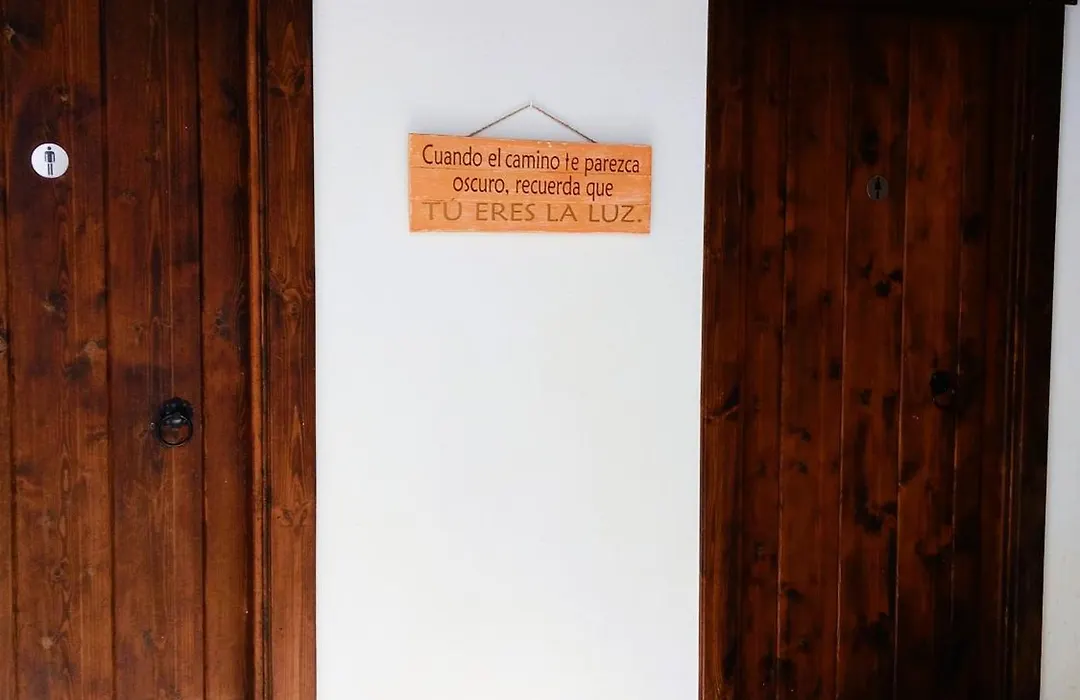 Cuando el camino te parezca
oscuro, recuerda que
TÚ ERES LA LUZ.